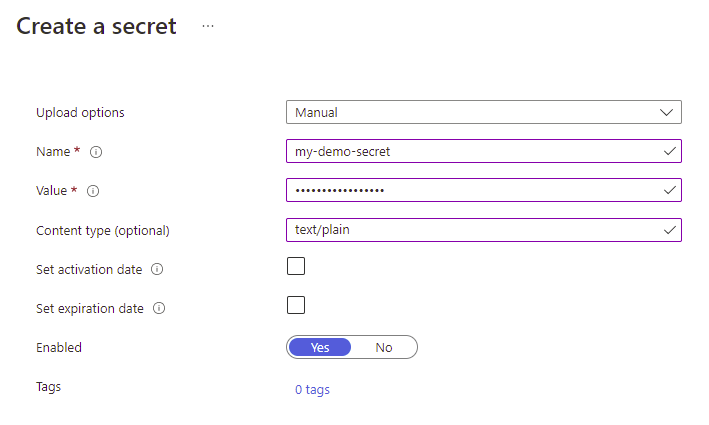 Create a secret ...
Upload options Manual
Name * my-demo-secret
Value * •••••••••••••••••
Content type (optional) text/plain
Set activation date
Set expiration date
Enabled Yes No
Tags 0 tags